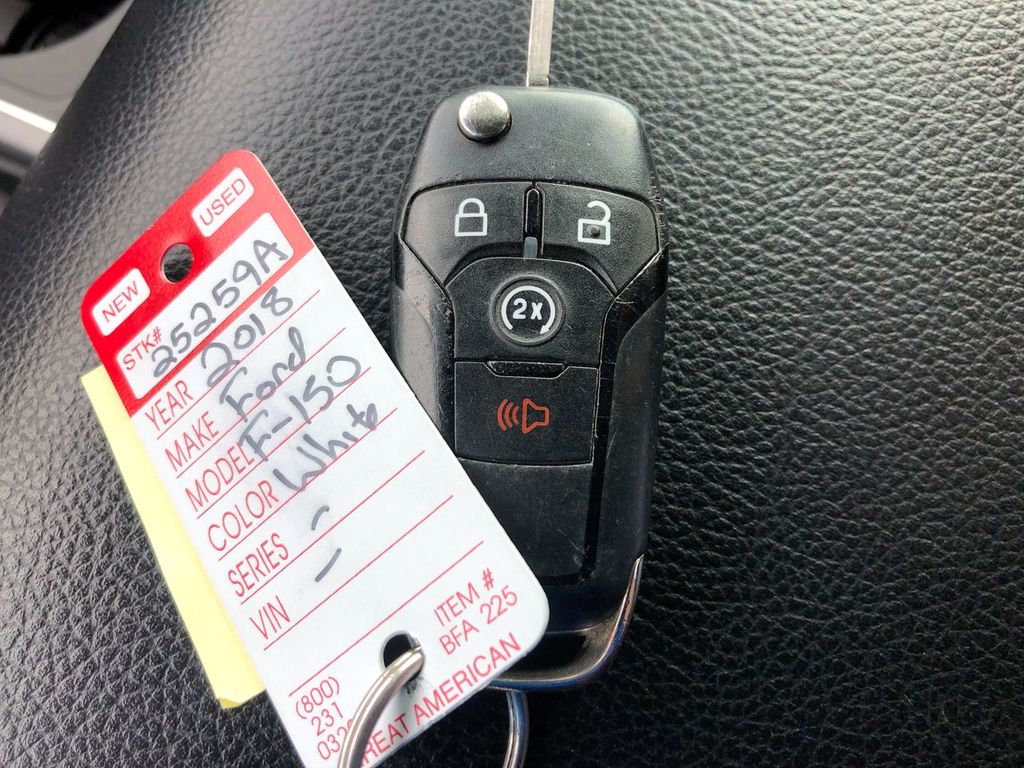 NEW USED
STK# 25259A
YEAR 2018
MAKE Ford
MODEL F-150
COLOR White
SERIES -
VIN -
ITEM #
BFA 225
(800)
231
GREAT AMERICAN
2X